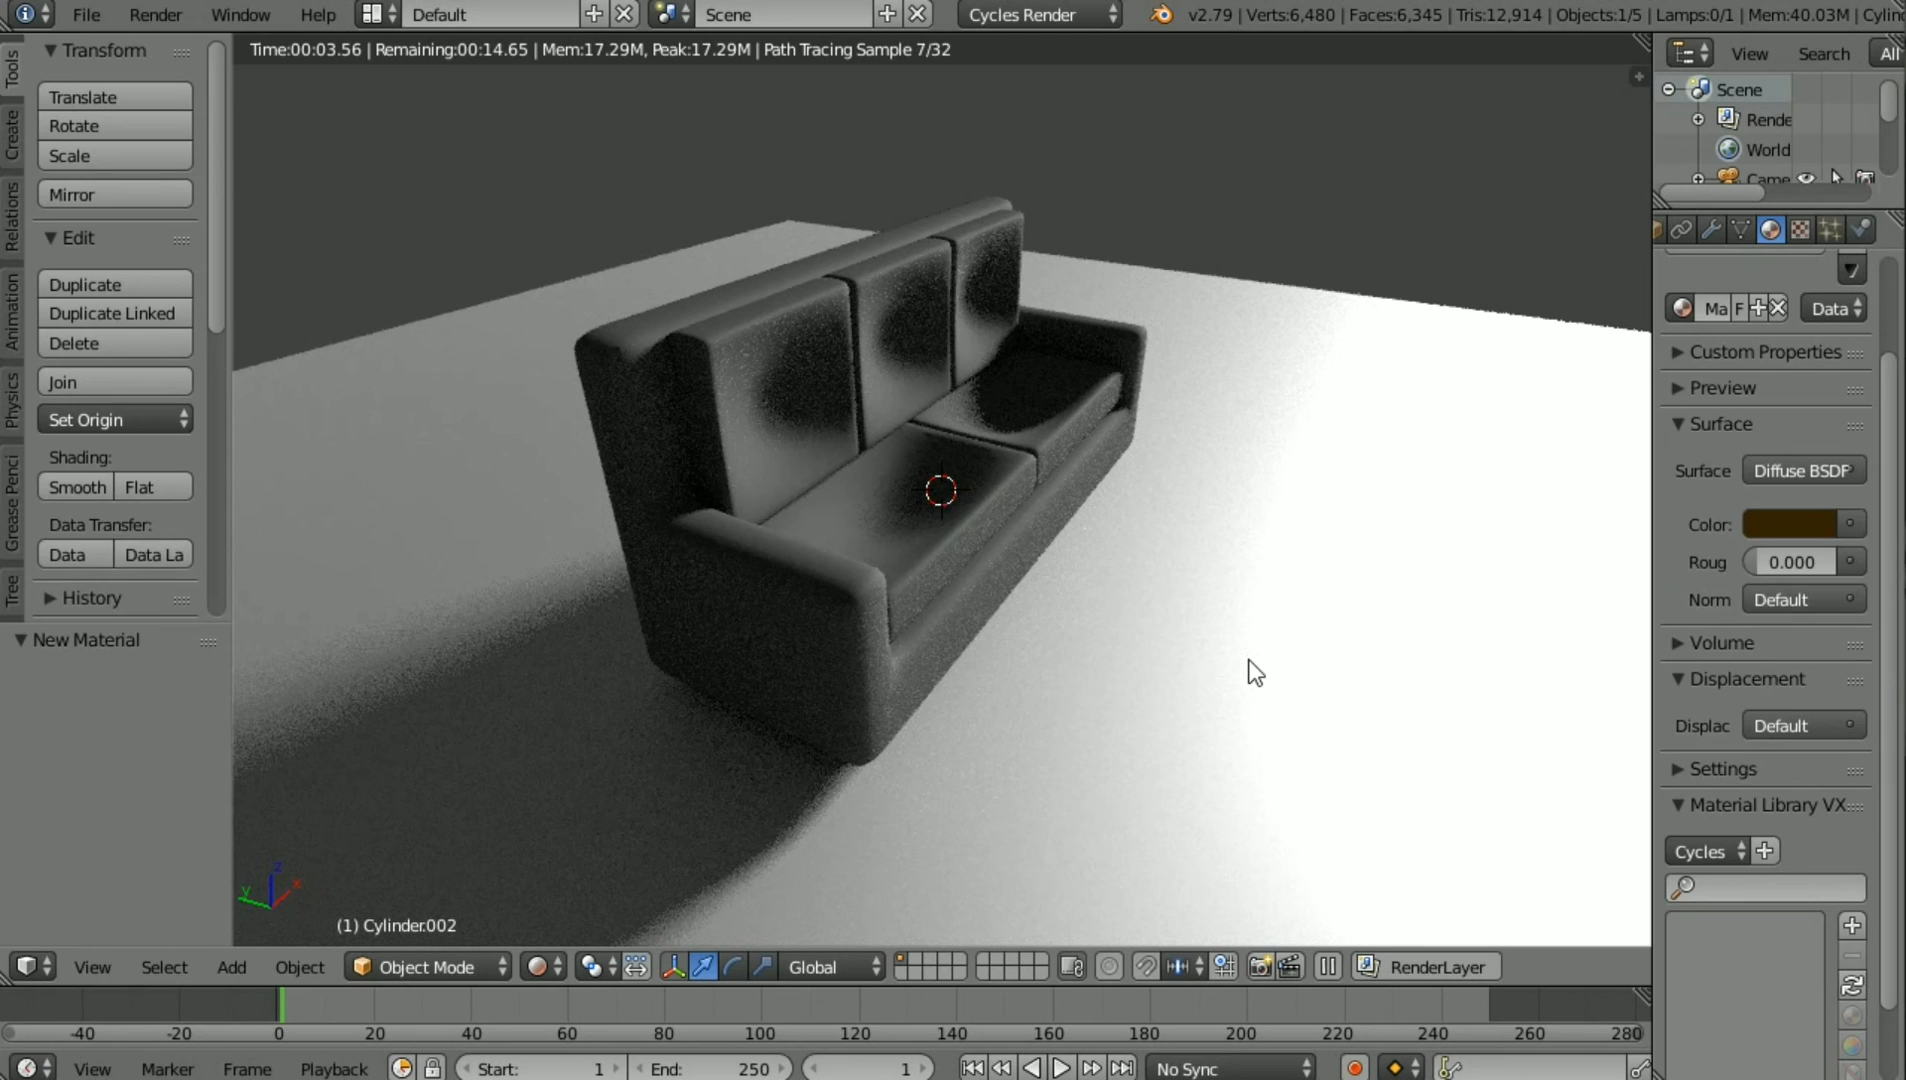 File Render Window Help Default Scene Cycles Render v2.79 | Verts:6,480 | Faces:6,345 | Tris:12,914 | Objects:1/5 | Lamps:0/1 | Mem:40.03M | Cylin
Time:00:03.56 | Remaining:00:14.65 | Mem:17.29M, Peak:17.29M | Path Tracing Sample 7/32
Tools
Create
Relations
Animation
Physics
Grease Penci
Tree
Transform
Translate
Rotate
Scale
Mirror
Edit
Duplicate
Duplicate Linked
Delete
Join
Set Origin
Shading:
Smooth Flat
Data Transfer:
Data Data La
History
New Material
z
y x
(1) Cylinder.002
View Search All
Scene
Rende
World
Came
Ma F Data
Custom Properties
Preview
Surface
Surface Diffuse BSDF
Color:
Roug 0.000
Norm Default
Volume
Displacement
Displac Default
Settings
Material Library VX
Cycles
View Select Add Object Object Mode Global RenderLayer
-40 -20 0 20 40 60 80 100 120 140 160 180 200 220 240 260 280
View Marker Frame Playback Start: 1 End: 250 1 No Sync